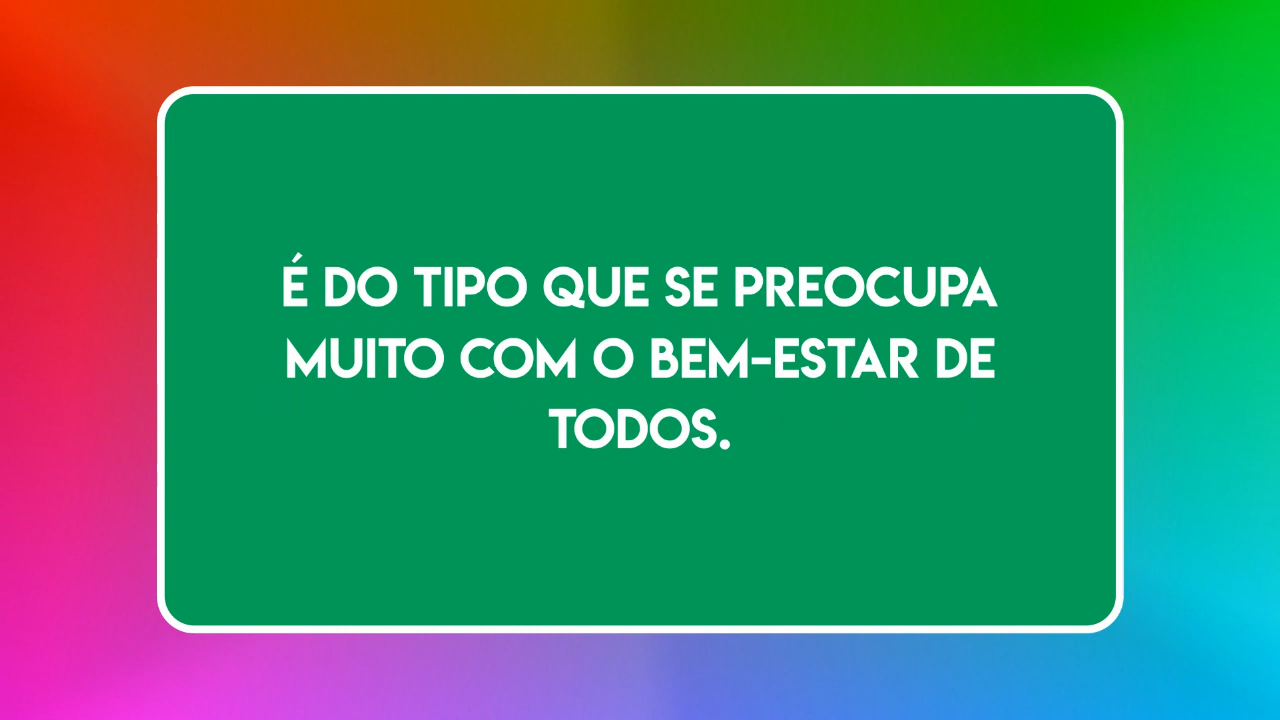 É DO TIPO QUE SE PREOCUPA
MUITO COM O BEM-ESTAR DE
TODOS.